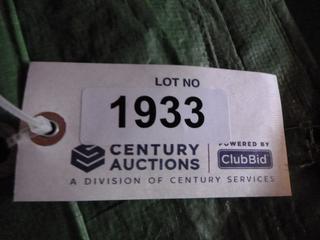 LOT NO
1933
CENTURY AUCTIONS
POWERED BY
ClubBid
A DIVISION OF CENTURY SERVICES